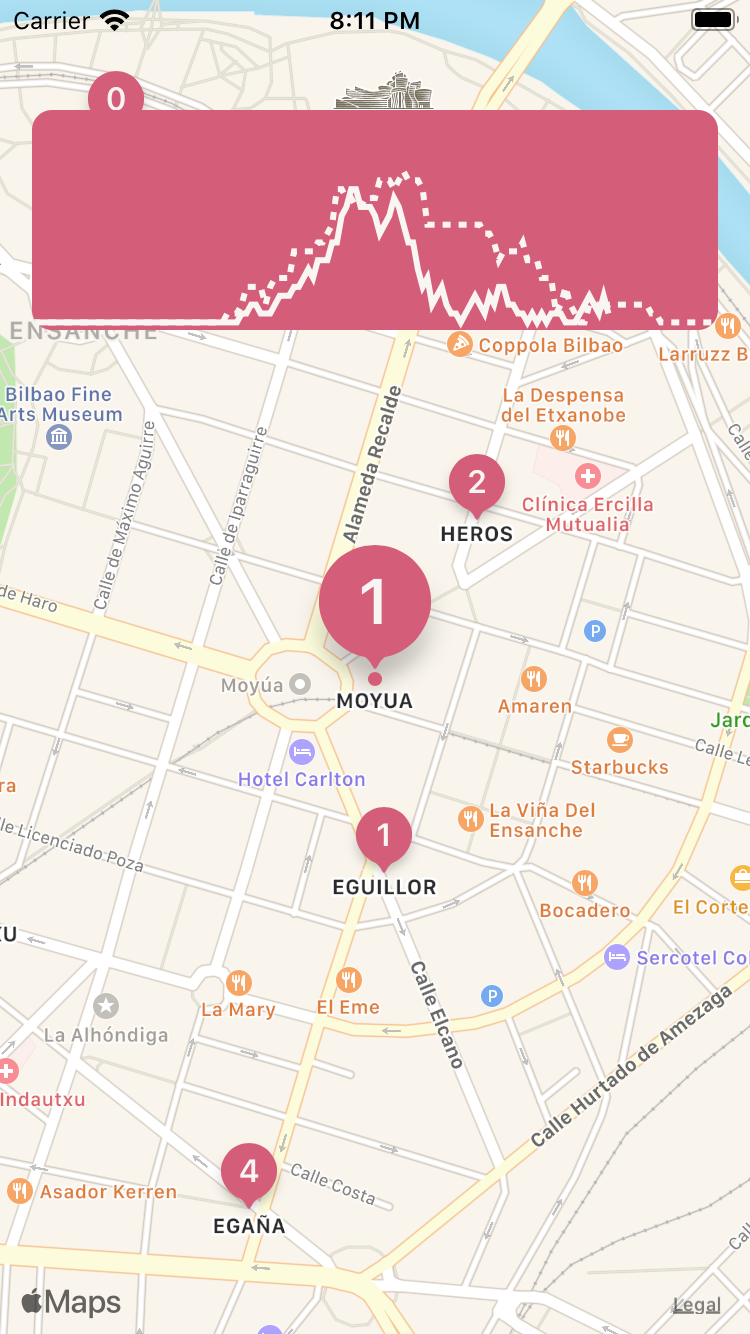 Carrier
8:11 PM
0
ENSANCHE
Coppola Bilbao
Larruzz B
Bilbao Fine
Arts Museum
La Despensa
del Etxanobe
Calle de Máximo Aguirre
Calle de Iparraguirre
Alameda Recalde
2
HEROS
Clínica Ercilla
Mutualia
Calle
de Haro
1
P
Moyúa
MOYUA
Amaren
Jard
Calle Le
Hotel Carlton
Starbucks
ra
La Viña Del
Ensanche
1
lle Licenciado Poza
EGUILLOR
Bocadero
El Corte
XU
Sercotel Co
La Mary
El Eme
P
Calle Elcano
La Alhóndiga
Calle Hurtado de Amezaga
Indautxu
4
Asador Kerren
Calle Costa
EGAÑA
Maps
Legal